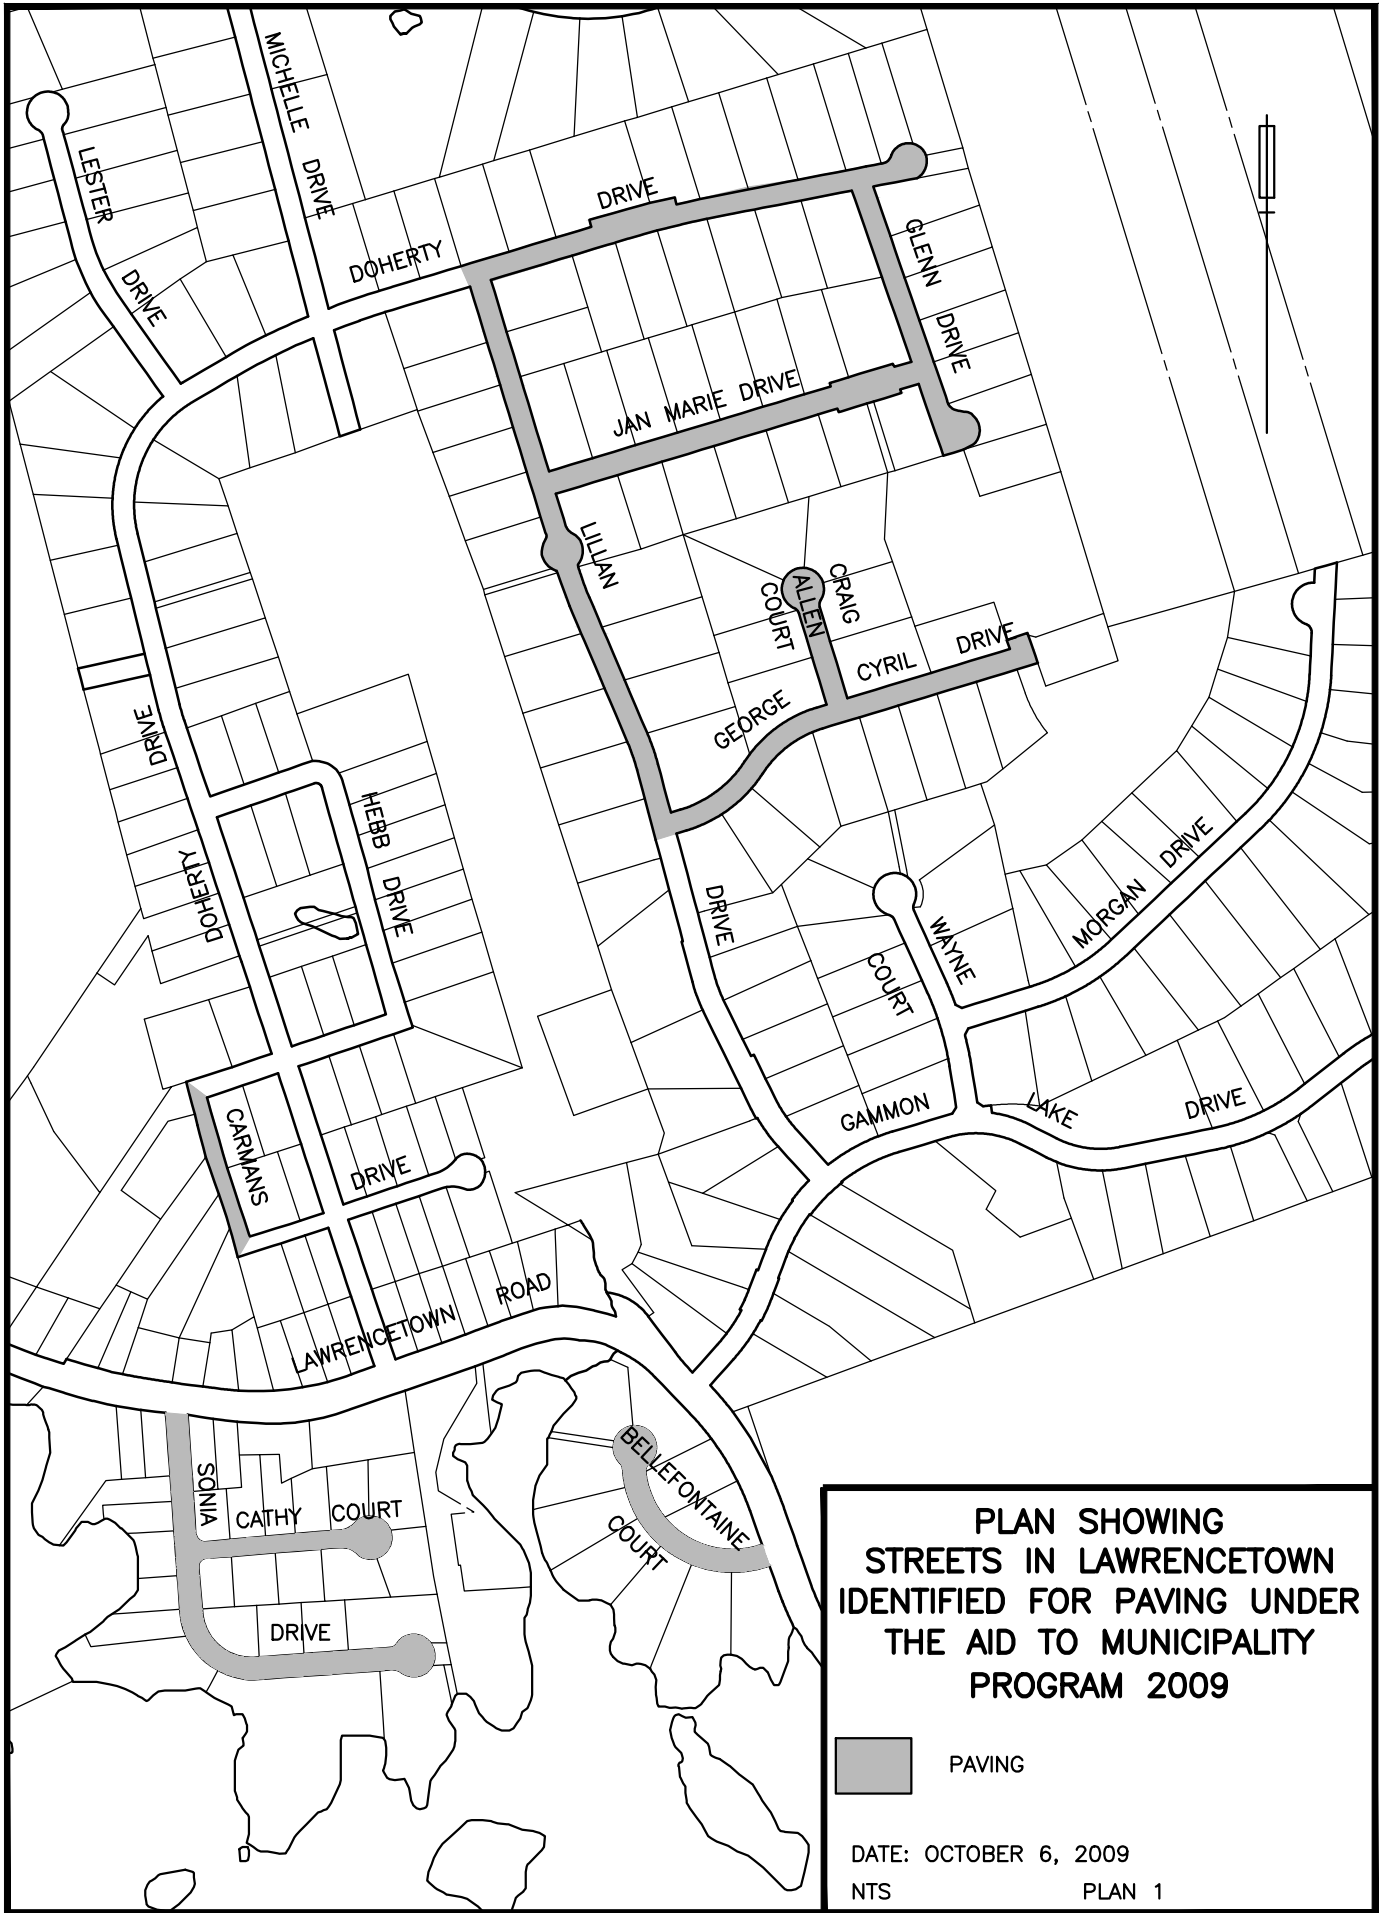 MICHELLE DRIVE
LESTER DRIVE
DOHERTY DRIVE
GLENN DRIVE
JAN MARIE DRIVE
LILLAN DRIVE
CRAIG ALLEN COURT
GEORGE CYRIL DRIVE
DOHERTY DRIVE
HEBB DRIVE
MORGAN DRIVE
WAYNE COURT
GAMMON LAKE DRIVE
CARMANS DRIVE
LAWRENCETOWN ROAD
SONIA DRIVE
CATHY COURT
BELLEFONTAINE COURT
PLAN SHOWING
STREETS IN LAWRENCETOWN
IDENTIFIED FOR PAVING UNDER
THE AID TO MUNICIPALITY
PROGRAM 2009
PAVING
DATE: OCTOBER 6, 2009
NTS PLAN 1